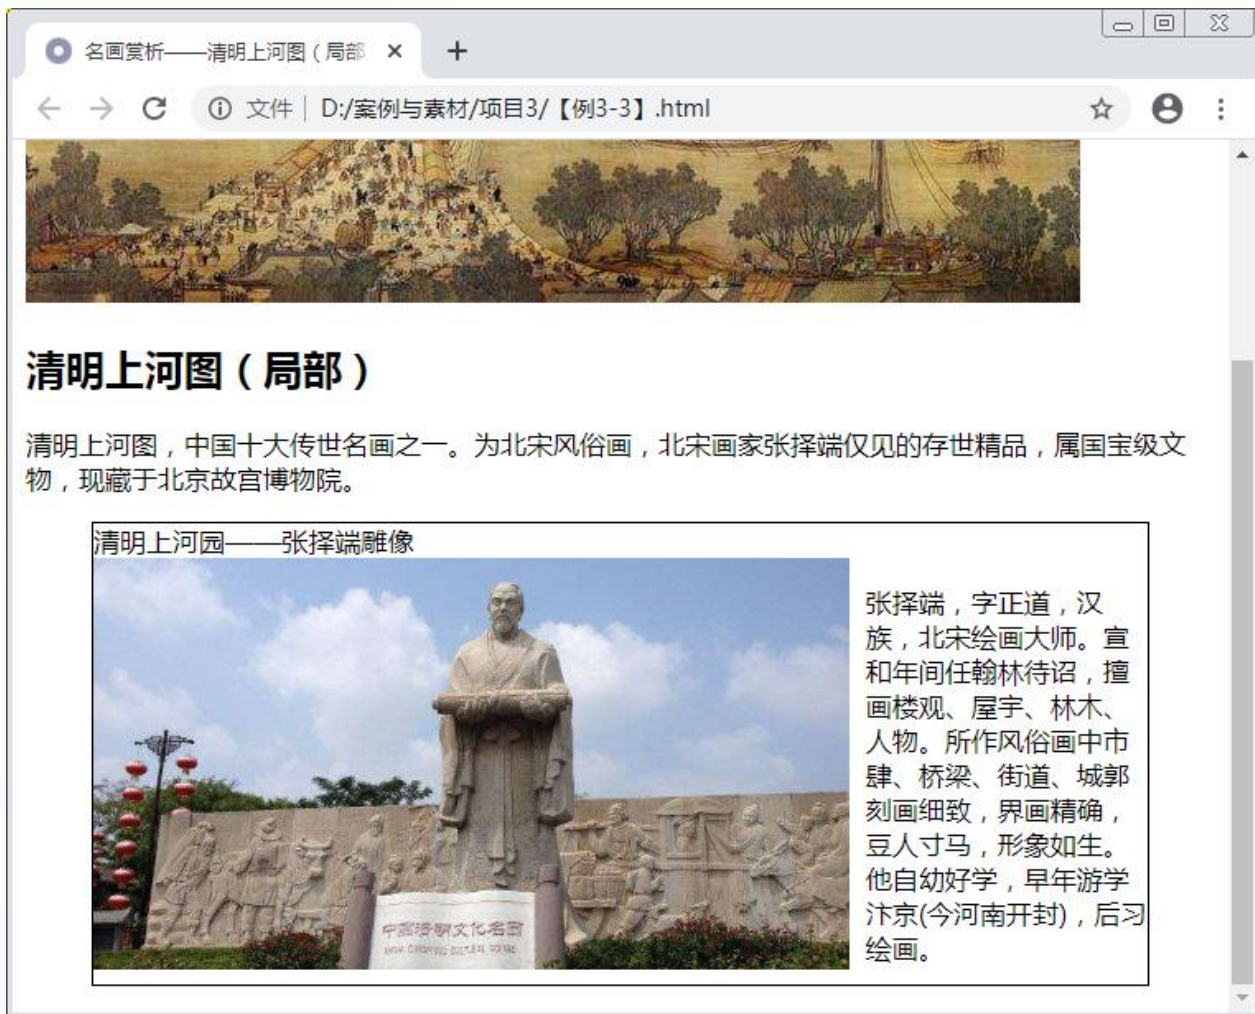 名画赏析——清明上河图（局部
文件 D:/案例与素材/项目3/【例3-3】.html
清明上河图（局部）
清明上河图，中国十大传世名画之一。为北宋风俗画，北宋画家张择端仅见的存世精品，属国宝级文
物，现藏于北京故宫博物院。
清明上河园——张择端雕像
张择端，字正道，汉
族，北宋绘画大师。宣
和年间任翰林待诏，擅
画楼观、屋宇、林木、
人物。所作风俗画中市
肆、桥梁、街道、城郭
刻画细致，界画精确，
豆人寸马，形象如生。
他自幼好学，早年游学
汴京(今河南开封)，后习
绘画。